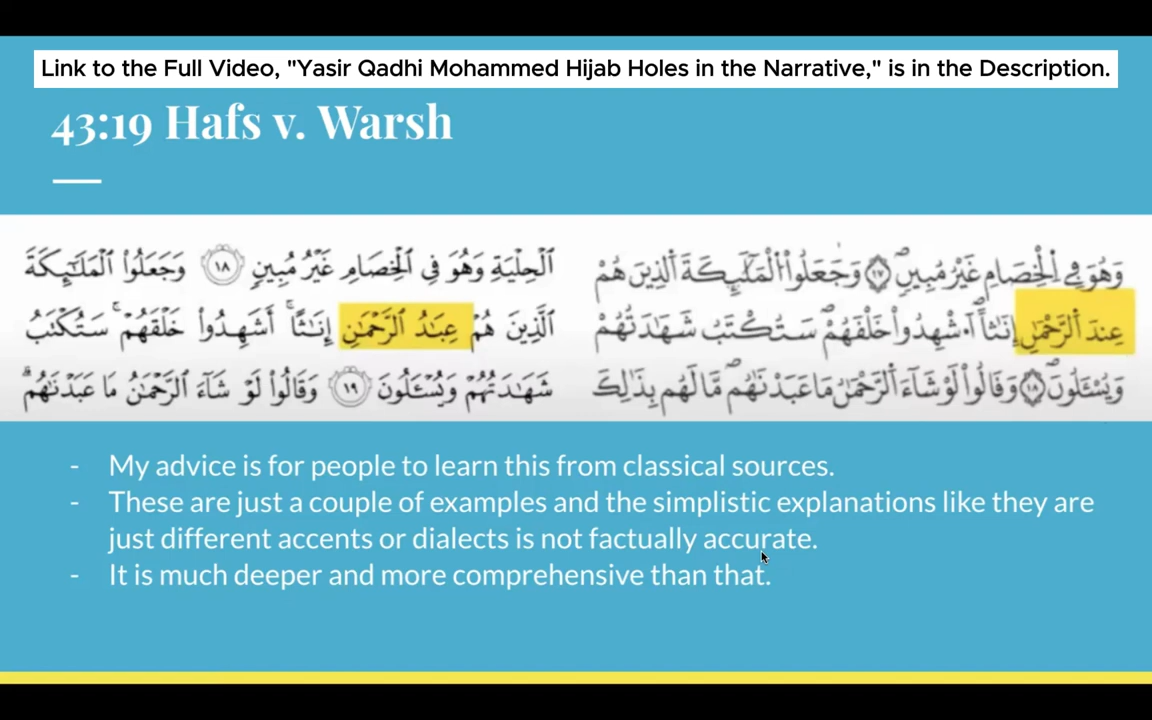 Link to the Full Video, "Yasir Qadhi Mohammed Hijab Holes in the Narrative," is in the Description.
43:19 Hafs v. Warsh
ٱلْحِلْيَةِ وَهُوَ فِى ٱلْخِصَامِ غَيْرُ مُبِينٍ ١٨ وَجَعَلُوا۟ ٱلْمَلَـٰٓئِكَةَ
ٱلَّذِينَ هُمْ عِبَـٰدُ ٱلرَّحْمَـٰنِ إِنَـٰثًا ۚ أَشَهِدُوا۟ خَلْقَهُمْ ۚ سَتُكْتَبُ
شَهَـٰدَتُهُمْ وَيُسْـَٔلُونَ ١٩ وَقَالُوا۟ لَوْ شَآءَ ٱلرَّحْمَـٰنُ مَا عَبَدْنَـٰهُم ۗ
وَهُوَ فِے اِ۬لْخِصَامِ غَيْرُ مُبِينٍ ١٧ وَجَعَلُوا۟ اُ۬لْمَلَـٰٓئِكَةَ اَ۬لذِينَ هُمْ
عِندَ اَ۬لرَّحْمَـٰنِ إِنَـٰثاً ا۟شْهِدُوا۟ خَلْقَهُمْ سَتُكْتَبُ شَهَـٰدَتُهُمْ
وَيُسْـَٔلُونَ ١٨ وَقَالُوا۟ لَوْ شَآءَ اَ۬لرَّحْمَـٰنُ مَا عَبَدْنَـٰهُم مَّا لَهُم بِذَٰلِكَ
- My advice is for people to learn this from classical sources.
- These are just a couple of examples and the simplistic explanations like they are
just different accents or dialects is not factually accurate.
- It is much deeper and more comprehensive than that.